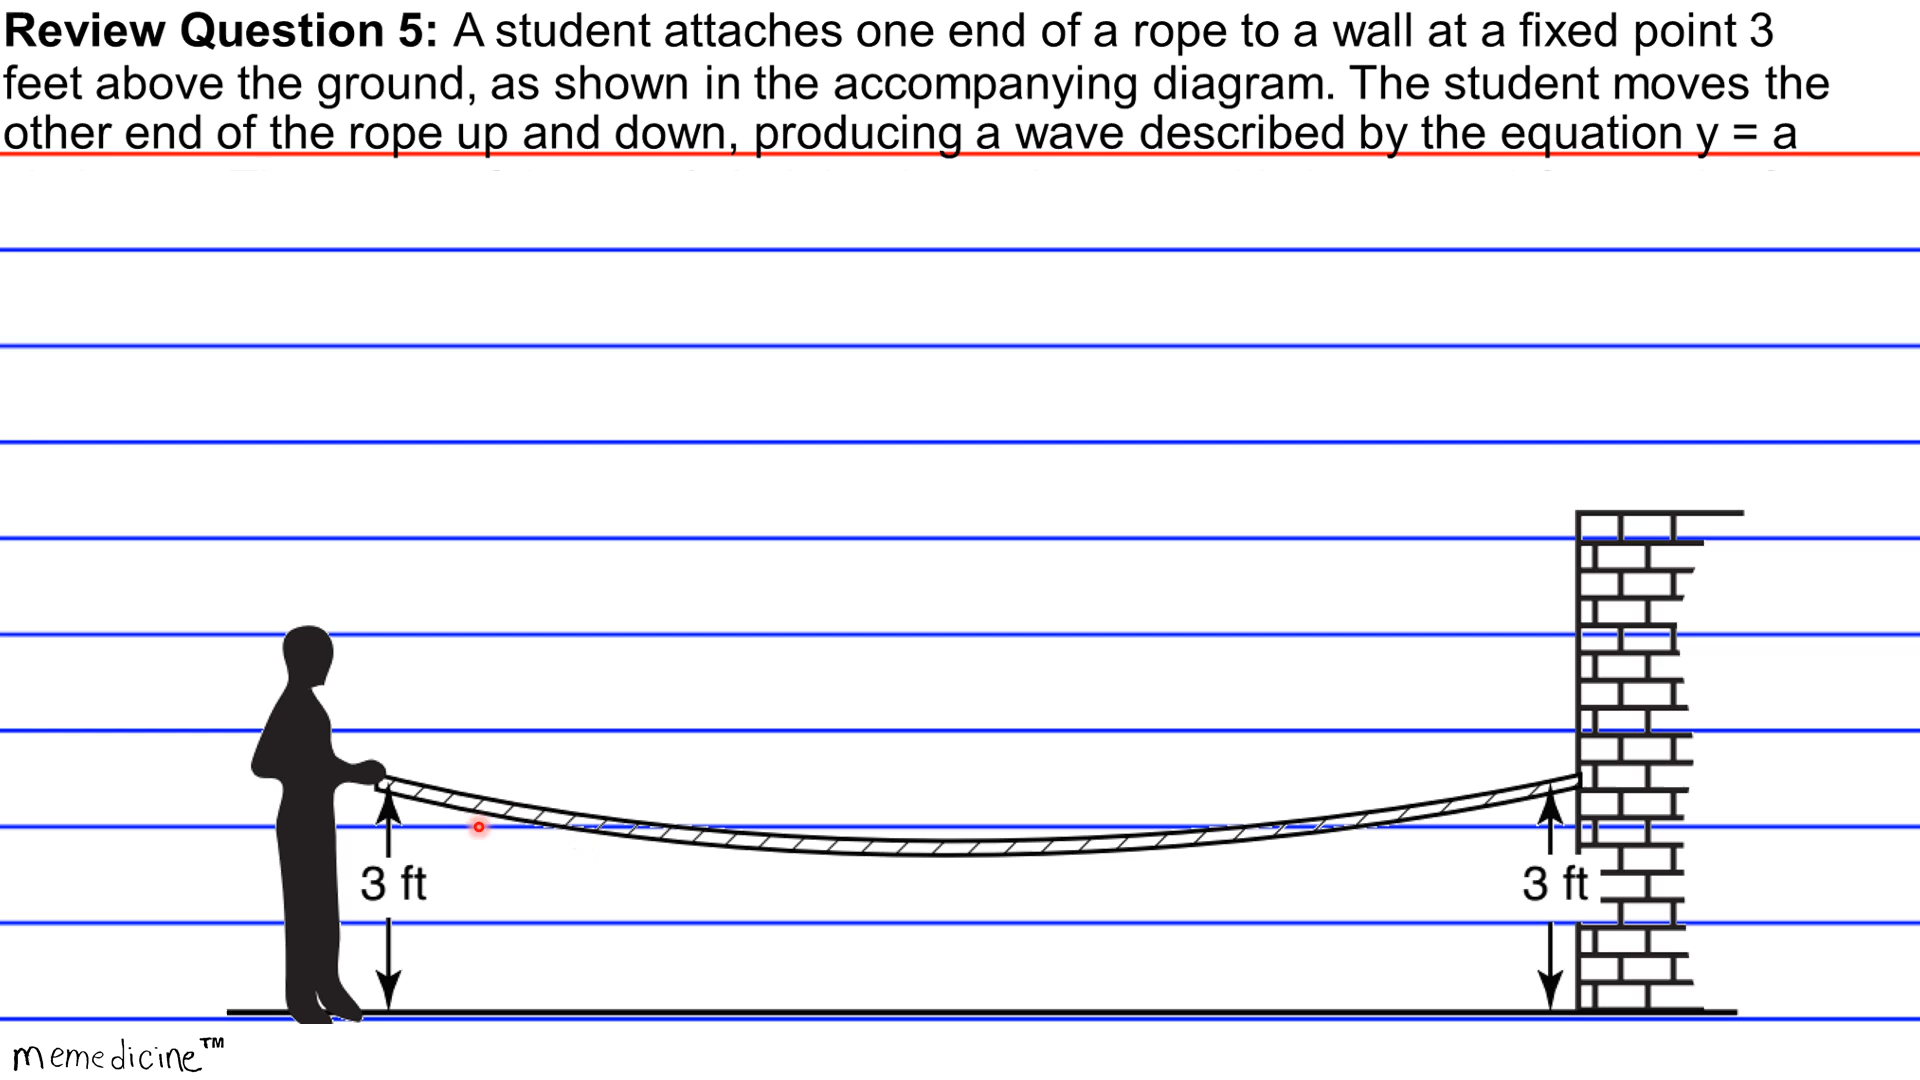 Review Question 5: A student attaches one end of a rope to a wall at a fixed point 3
feet above the ground, as shown in the accompanying diagram. The student moves the
other end of the rope up and down, producing a wave described by the equation y = a
3 ft
3 ft
memedicine™